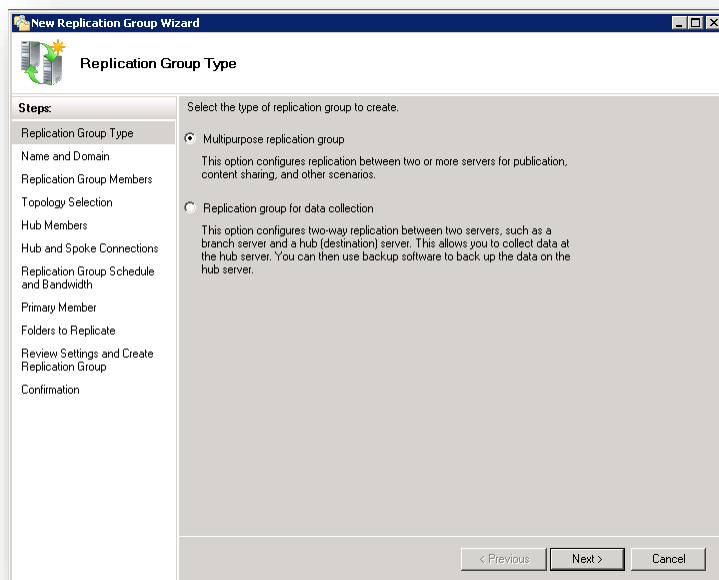 New Replication Group Wizard
Replication Group Type
Steps:
Replication Group Type
Name and Domain
Replication Group Members
Topology Selection
Hub Members
Hub and Spoke Connections
Replication Group Schedule
and Bandwidth
Primary Member
Folders to Replicate
Review Settings and Create
Replication Group
Confirmation
Select the type of replication group to create.
Multipurpose replication group
This option configures replication between two or more servers for publication,
content sharing, and other scenarios.
Replication group for data collection
This option configures two-way replication between two servers, such as a
branch server and a hub (destination) server. This allows you to collect data at
the hub server. You can then use backup software to back up the data on the
hub server.
< Previous
Next >
Cancel